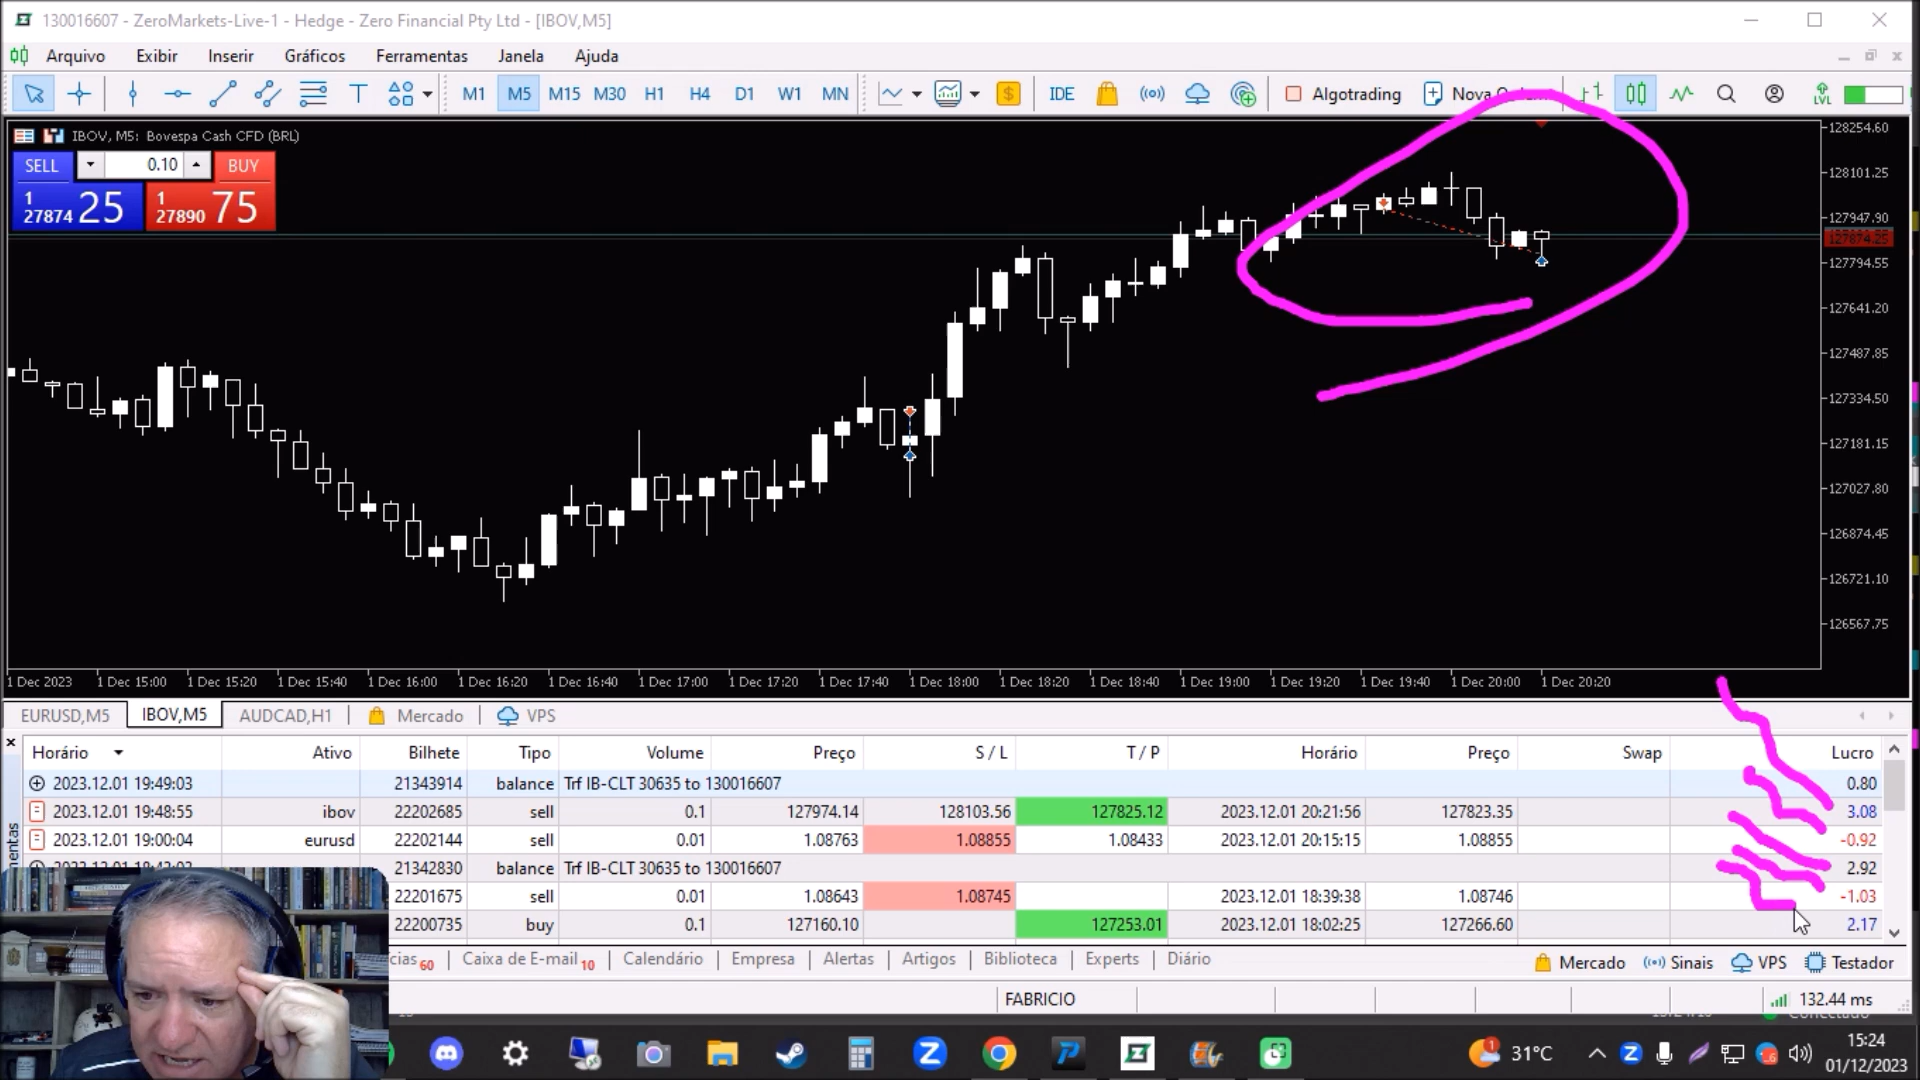 130016607 - ZeroMarkets-Live-1 - Hedge - Zero Financial Pty Ltd - [IBOV,M5]
Arquivo Exibir Inserir Gráficos Ferramentas Janela Ajuda
T M1 M5 M15 M30 H1 H4 D1 W1 MN $ IDE Algotrading Nova LVL
IBOV, M5: Bovespa Cash CFD (BRL)
SELL 0.10 BUY
1 27874 25 1 27890 75
128254.60
128101.25
127947.90
127874.25
127794.55
127641.20
127487.85
127334.50
127181.15
127027.80
126874.45
126721.10
126567.75
1 Dec 2023 1 Dec 15:00 1 Dec 15:20 1 Dec 15:40 1 Dec 16:00 1 Dec 16:20 1 Dec 16:40 1 Dec 17:00 1 Dec 17:20 1 Dec 17:40 1 Dec 18:00 1 Dec 18:20 1 Dec 18:40 1 Dec 19:00 1 Dec 19:20 1 Dec 19:40 1 Dec 20:00 1 Dec 20:20
EURUSD,M5 IBOV,M5 AUDCAD,H1 Mercado VPS
Horário Ativo Bilhete Tipo Volume Preço S / L T / P Horário Preço Swap Lucro
2023.12.01 19:49:03 21343914 balance Trf IB-CLT 30635 to 130016607 0.80
2023.12.01 19:48:55 ibov 22202685 sell 0.1 127974.14 128103.56 127825.12 2023.12.01 20:21:56 127823.35 3.08
2023.12.01 19:00:04 eurusd 22202144 sell 0.01 1.08763 1.08855 1.08433 2023.12.01 20:15:15 1.08855 -0.92
21342830 balance Trf IB-CLT 30635 to 130016607 2.92
22201675 sell 0.01 1.08643 1.08745 2023.12.01 18:39:38 1.08746 -1.03
22200735 buy 0.1 127160.10 127253.01 2023.12.01 18:02:25 127266.60 2.17
cias 60 Caixa de E-mail 10 Calendário Empresa Alertas Artigos Biblioteca Experts Diário Mercado Sinais VPS Testador
FABRICIO 132.44 ms
31°C 15:24
01/12/2023